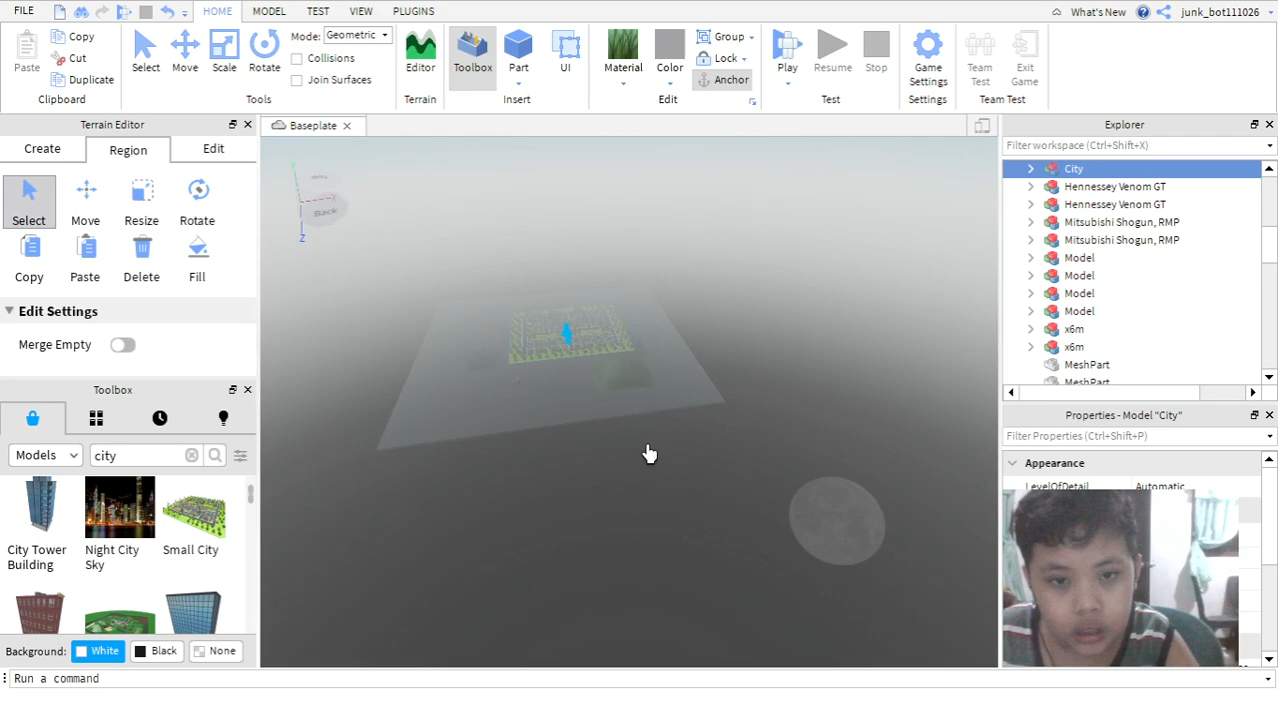 FILE HOME MODEL TEST VIEW PLUGINS What's New junk_bot111026
Paste Copy Cut Duplicate
Clipboard
Select Move Scale Rotate
Mode: Geometric
Collisions
Join Surfaces
Tools
Editor
Terrain
Toolbox Part UI
Insert
Material Color
Group
Lock
Anchor
Edit
Play Resume Stop
Test
Game Settings
Settings
Team Test Exit Game
Team Test
Terrain Editor
Create Region Edit
Select Move Resize Rotate
Copy Paste Delete Fill
Edit Settings
Merge Empty
Toolbox
Models city
City Tower Building
Night City Sky
Small City
Background: White Black None
Baseplate
Back
Z
Explorer
Filter workspace (Ctrl+Shift+X)
City
Hennessey Venom GT
Hennessey Venom GT
Mitsubishi Shogun, RMP
Mitsubishi Shogun, RMP
Model
Model
Model
Model
x6m
x6m
MeshPart
MeshPart
Properties - Model "City"
Filter Properties (Ctrl+Shift+P)
Appearance
LevelOfDetail Automatic
Run a command